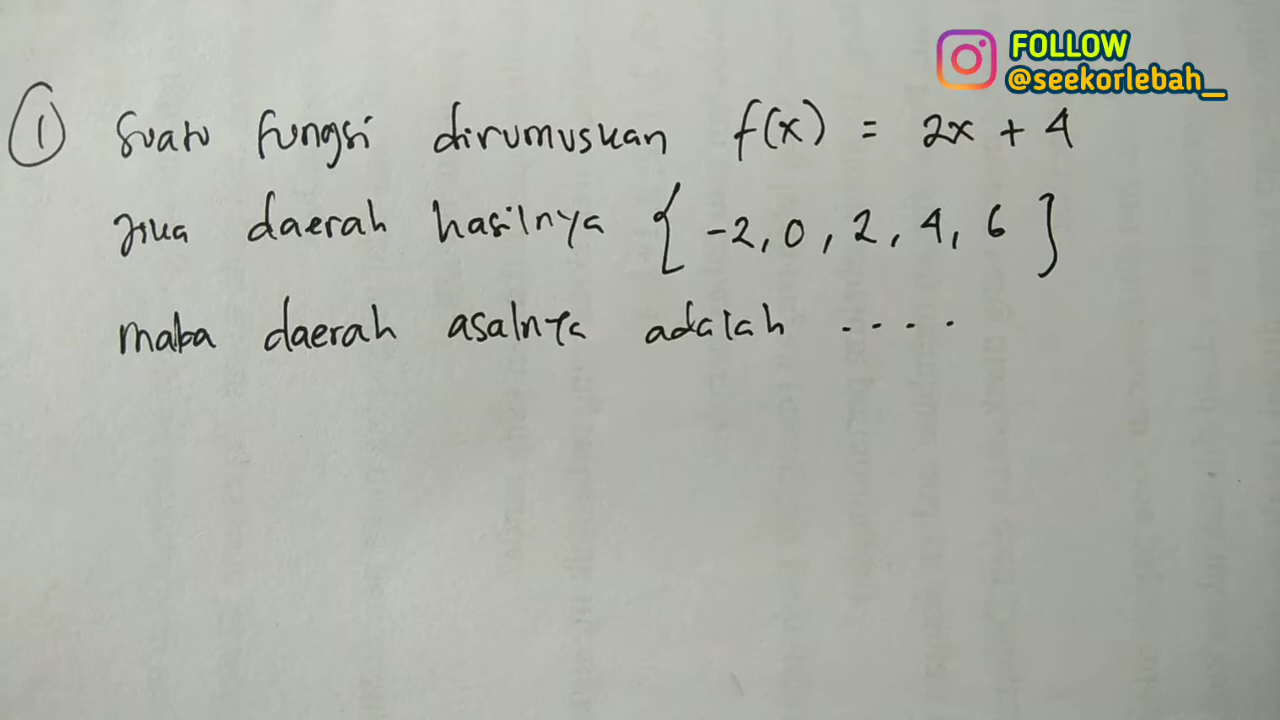 FOLLOW
@seekorlebah_
① Suatu fungsi dirumuskan f(x) = 2x + 4
jika daerah hasilnya { -2, 0, 2, 4, 6 }
maka daerah asalnya adalah ....